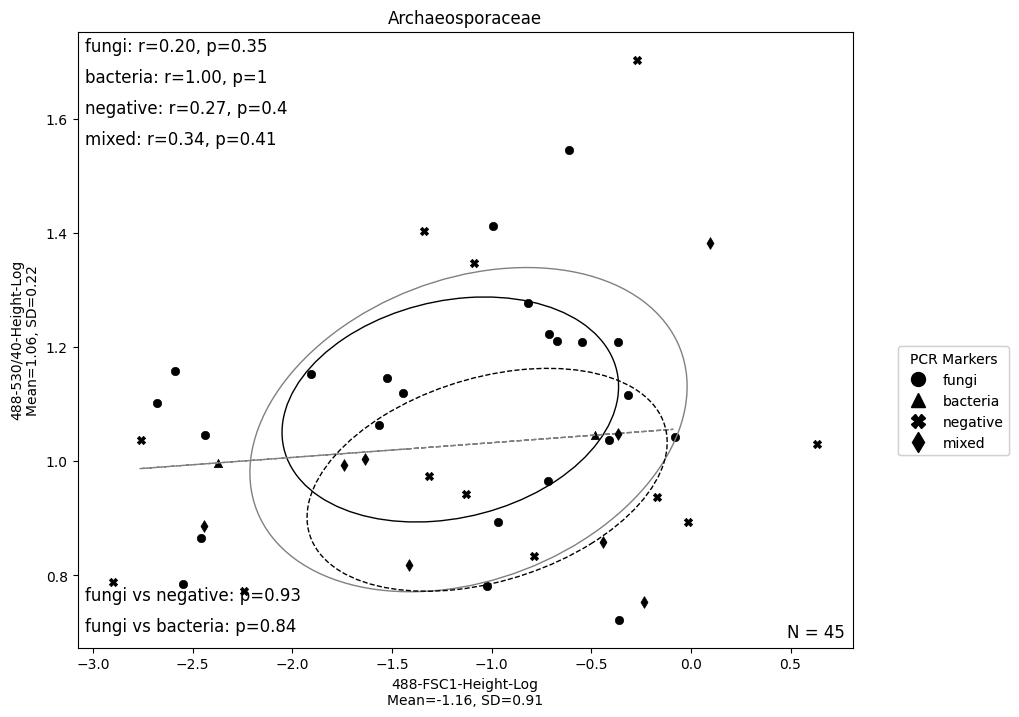 Archaeosporaceae
fungi: r=0.20, p=0.35
bacteria: r=1.00, p=1
negative: r=0.27, p=0.4
mixed: r=0.34, p=0.41
1.6
1.4
1.2
1.0
0.8
488-530/40-Height-Log
Mean=1.06, SD=0.22
fungi vs negative: p=0.93
fungi vs bacteria: p=0.84
N = 45
−3.0 −2.5 −2.0 −1.5 −1.0 −0.5 0.0 0.5
488-FSC1-Height-Log
Mean=-1.16, SD=0.91
PCR Markers
fungi
bacteria
negative
mixed